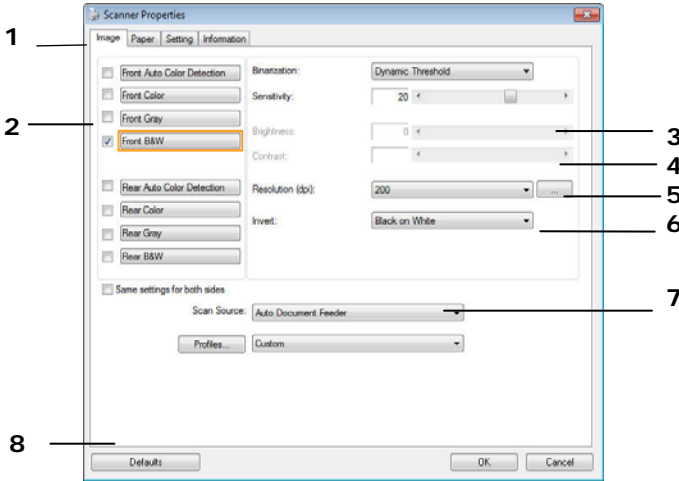 Scanner Properties
1
Image Paper Setting Information
Front Auto Color Detection
Binarization: Dynamic Threshold
Front Color
Sensitivity: 20
2
Front Gray
Front B&W
Brightness: 0
3
Contrast:
4
Rear Auto Color Detection
Resolution (dpi): 200 ...
5
Rear Color
Invert: Black on White
6
Rear Gray
Rear B&W
Same settings for both sides
7
Scan Source: Auto Document Feeder
Profiles... Custom
8
Defaults OK Cancel